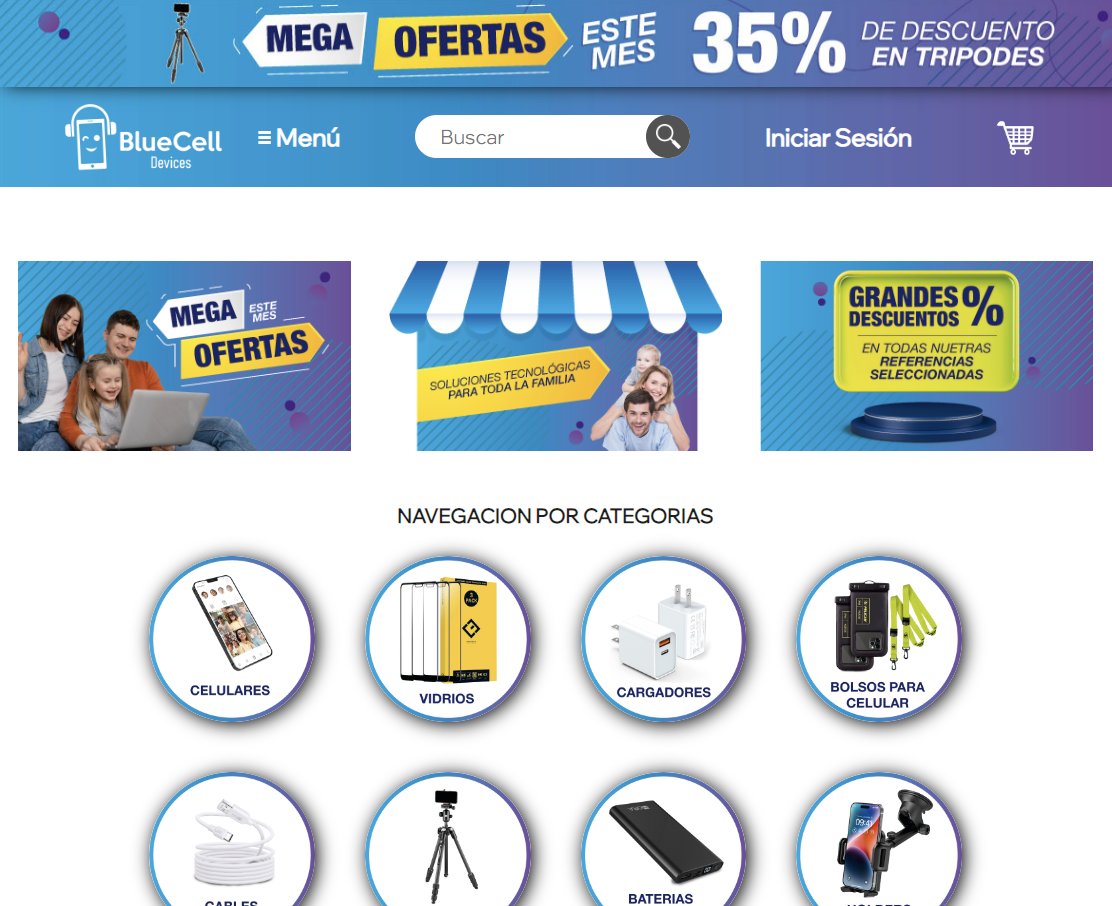 MEGA OFERTAS ESTE MES 35% DE DESCUENTO EN TRIPODES
BlueCell
Devices
Menú
Buscar
Iniciar Sesión
MEGA
ESTE
MES
OFERTAS
SOLUCIONES TECNOLÓGICAS
PARA TODA LA FAMILIA
GRANDES
DESCUENTOS %
EN TODAS NUETRAS
REFERENCIAS
SELECCIONADAS
NAVEGACION POR CATEGORIAS
CELULARES
VIDRIOS
CARGADORES
BOLSOS PARA
CELULAR
CABLES
BATERIAS
HOLDERS